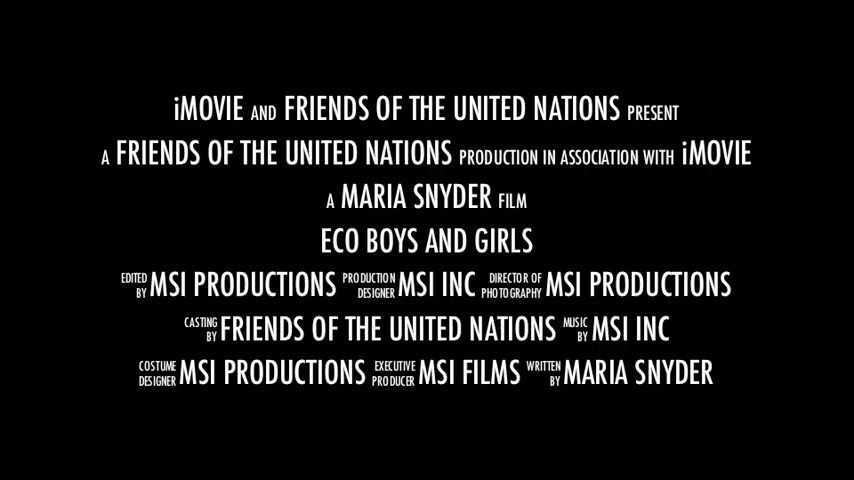 iMOVIE AND FRIENDS OF THE UNITED NATIONS PRESENT
A FRIENDS OF THE UNITED NATIONS PRODUCTION IN ASSOCIATION WITH iMOVIE
A MARIA SNYDER FILM
ECO BOYS AND GIRLS
EDITED BY MSI PRODUCTIONS PRODUCTION DESIGNER MSI INC DIRECTOR OF PHOTOGRAPHY MSI PRODUCTIONS
CASTING BY FRIENDS OF THE UNITED NATIONS MUSIC BY MSI INC
COSTUME DESIGNER MSI PRODUCTIONS EXECUTIVE PRODUCER MSI FILMS WRITTEN BY MARIA SNYDER